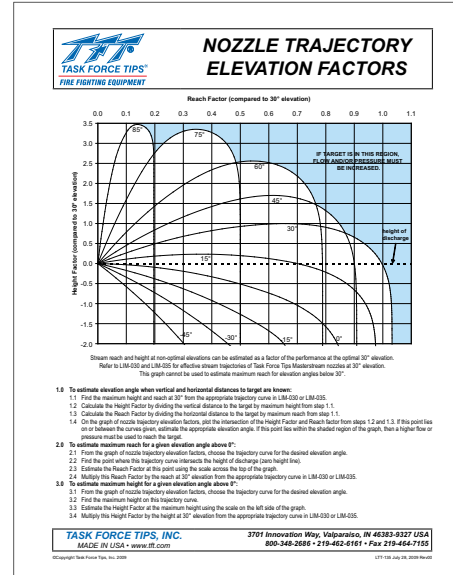 TFT
TASK FORCE TIPS®
FIRE FIGHTING EQUIPMENT
NOZZLE TRAJECTORY
ELEVATION FACTORS
Reach Factor (compared to 30° elevation)
0.0 0.1 0.2 0.3 0.4 0.5 0.6 0.7 0.8 0.9 1.0 1.1
Height Factor (compared to 30° elevation)
3.5
3.0
2.5
2.0
1.5
1.0
0.5
0.0
-0.5
-1.0
-1.5
-2.0
85°
75°
60°
45°
30°
15°
-45°
-30°
15°
0°
IF TARGET IS IN THIS REGION,
FLOW AND/OR PRESSURE MUST
BE INCREASED.
height of
discharge
Stream reach and height at non-optimal elevations can be estimated as a factor of the performance at the optimal 30° elevation.
Refer to LIM-030 and LIM-035 for effective stream trajectories of Task Force Tips Masterstream nozzles at 30° elevation.
This graph cannot be used to estimate maximum reach for elevation angles below 30°.
1.0 To estimate elevation angle when vertical and horizontal distances to target are known:
1.1 Find the maximum height and reach at 30° from the appropriate trajectory curve in LIM-030 or LIM-035.
1.2 Calculate the Height Factor by dividing the vertical distance to the target by maximum height from step 1.1.
1.3 Calculate the Reach Factor by dividing the horizontal distance to the target by maximum reach from step 1.1.
1.4 On the graph of nozzle trajectory elevation factors, plot the intersection of the Height Factor and Reach Factor from steps 1.2 and 1.3. If this point lies
on or between the curves given, estimate the appropriate elevation angle. If this point lies within the shaded region of the graph, then a higher flow or
pressure must be used to reach the target.
2.0 To estimate maximum reach for a given elevation angle above 0°:
2.1 From the graph of nozzle trajectory elevation factors, choose the trajectory curve for the desired elevation angle.
2.2 Find the point where this trajectory curve intersects the height of discharge (zero height line).
2.3 Estimate the Reach Factor at this point using the scale across the top of the graph.
2.4 Multiply this Reach Factor by the reach at 30° elevation from the appropriate trajectory curve in LIM-030 or LIM-035.
3.0 To estimate maximum height for a given elevation angle above 0°:
3.1 From the graph of nozzle trajectory elevation factors, choose the trajectory curve for the desired elevation angle.
3.2 Find the maximum height on this trajectory curve.
3.3 Estimate the Height Factor at the maximum height using the scale on the left side of the graph.
3.4 Multiply this Height Factor by the height at 30° elevation from the appropriate trajectory curve in LIM-030 or LIM-035.
TASK FORCE TIPS, INC.
MADE IN USA • www.tft.com
3701 Innovation Way, Valparaiso, IN 46383-9327 USA
800-348-2686 • 219-462-6161 • Fax 219-464-7155
©Copyright Task Force Tips, Inc. 2009
LTT-135 July 28, 2009 Rev00